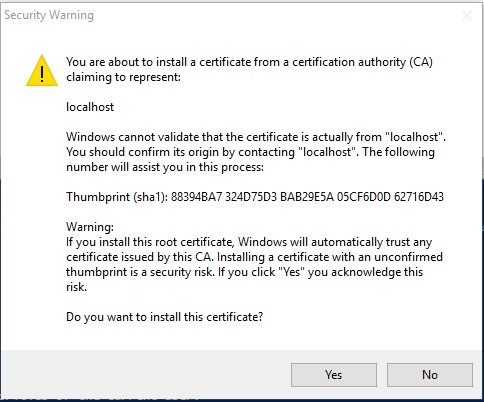 Security Warning
You are about to install a certificate from a certification authority (CA)
claiming to represent:
localhost
Windows cannot validate that the certificate is actually from "localhost".
You should confirm its origin by contacting "localhost". The following
number will assist you in this process:
Thumbprint (sha1): 88394BA7 324D75D3 BAB29E5A 05CF6D0D 62716D43
Warning:
If you install this root certificate, Windows will automatically trust any
certificate issued by this CA. Installing a certificate with an unconfirmed
thumbprint is a security risk. If you click "Yes" you acknowledge this
risk.
Do you want to install this certificate?
Yes No